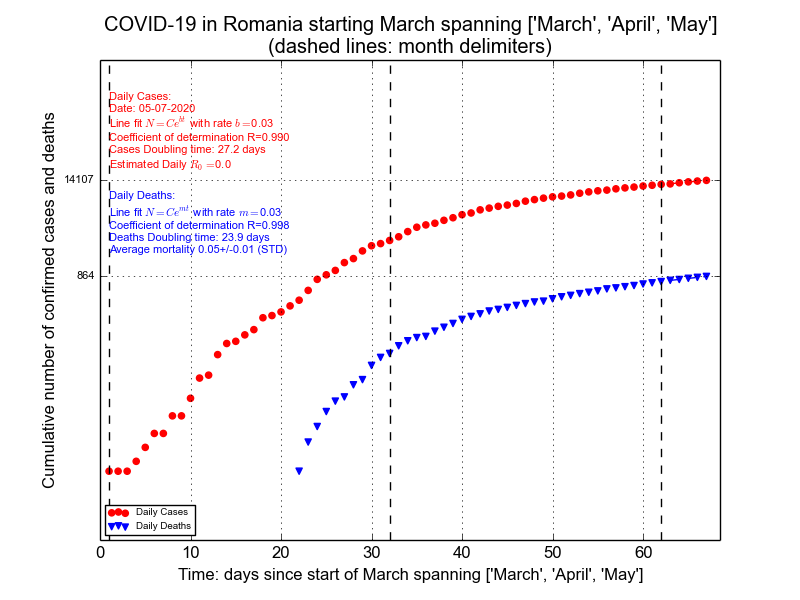 COVID-19 in Romania starting March spanning ['March', 'April', 'May']
(dashed lines: month delimiters)
Cumulative number of confirmed cases and deaths
14107
864
Daily Cases:
Date: 05-07-2020
Line fit N = Ce^{bt} with rate b =0.03
Coefficient of determination R=0.990
Cases Doubling time: 27.2 days
Estimated Daily R_0 =0.0
Daily Deaths:
Line fit N = Ce^{mt} with rate m =0.03
Coefficient of determination R=0.998
Deaths Doubling time: 23.9 days
Average mortality 0.05+/-0.01 (STD)
Daily Cases
Daily Deaths
0 10 20 30 40 50 60
Time: days since start of March spanning ['March', 'April', 'May']